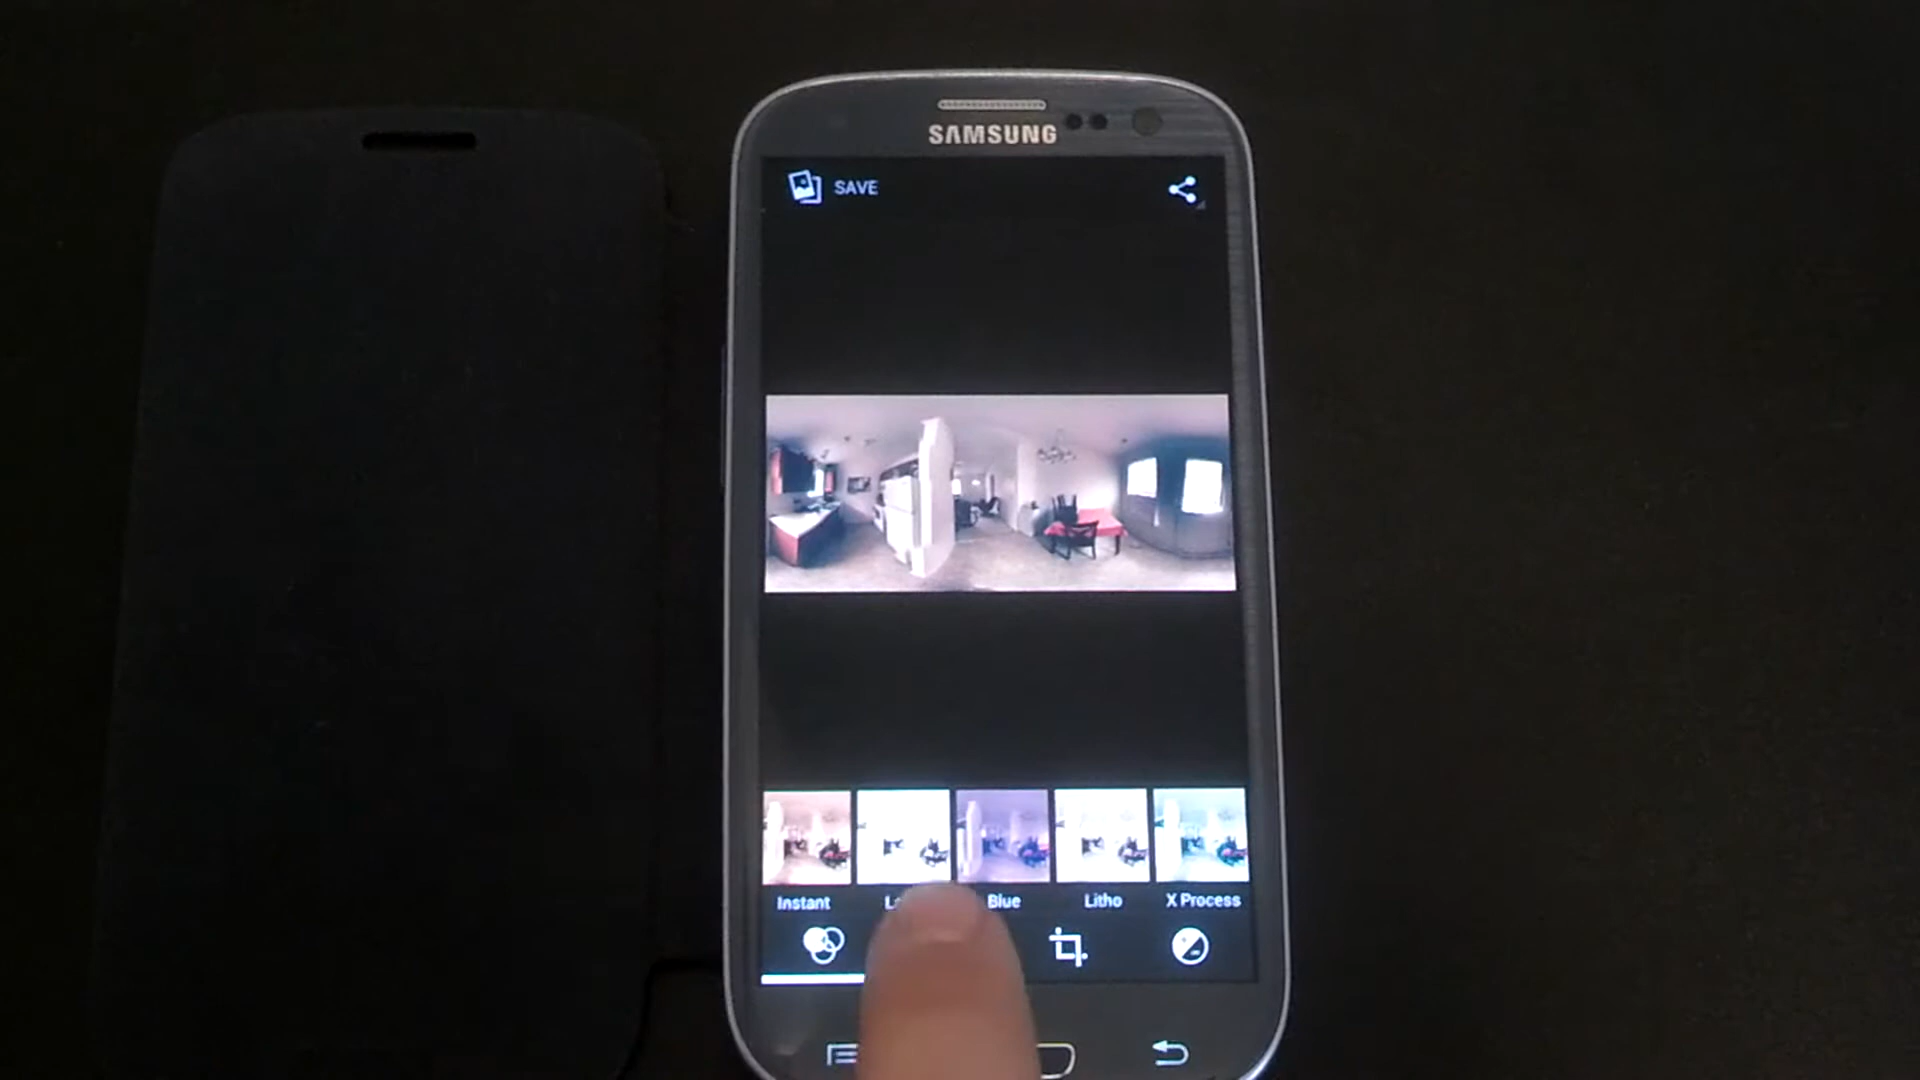 SAMSUNG
SAVE
Instant
Blue
Litho
X Process